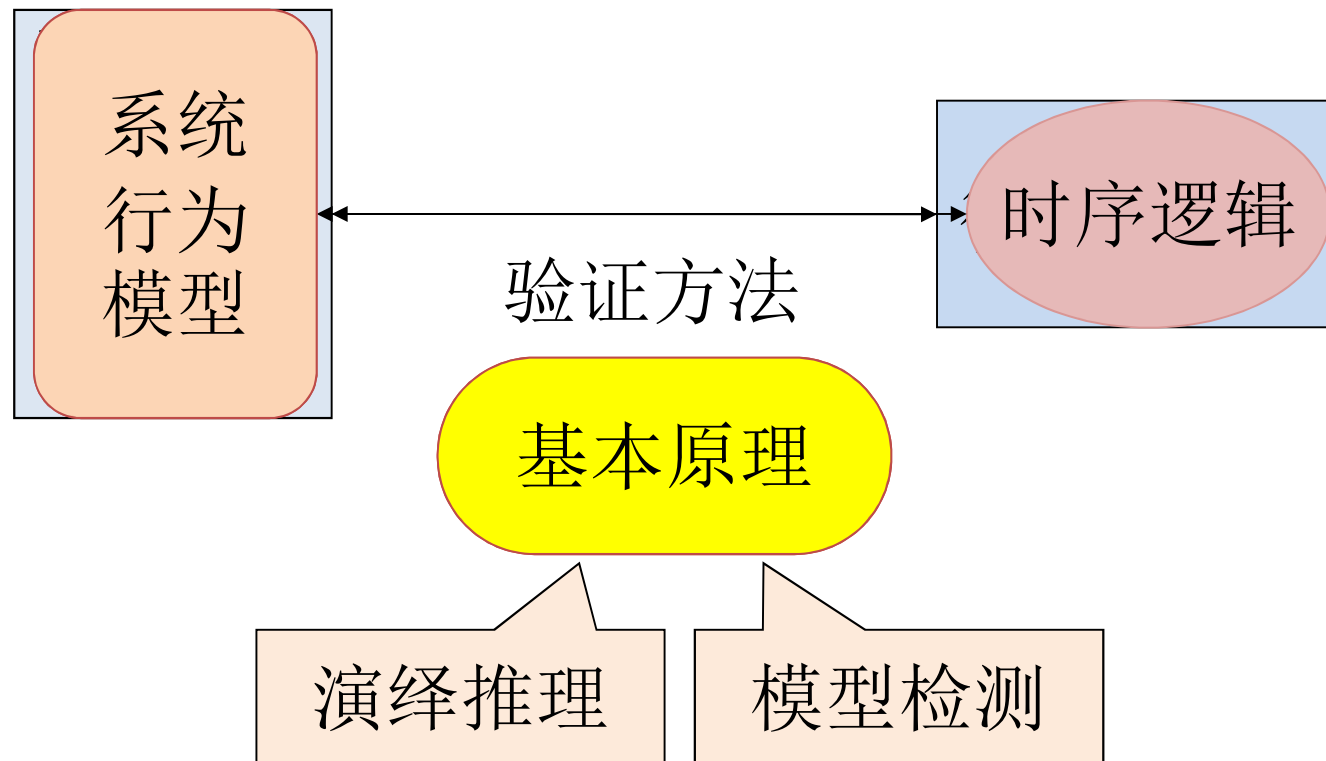 系统
行为
模型
时序逻辑
验证方法
基本原理
演绎推理
模型检测